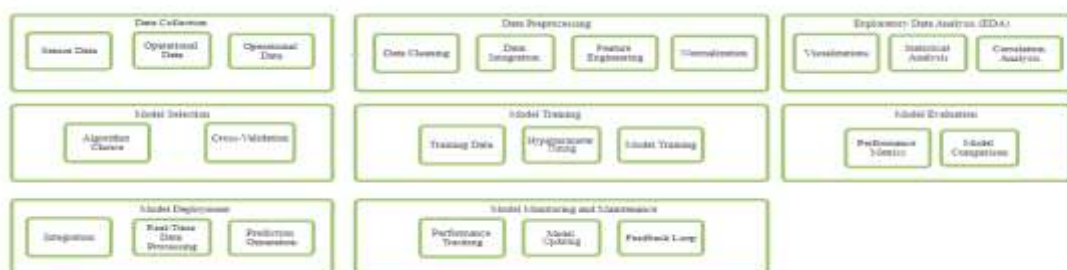 Data Collection
Sensor Data
Operational
Data
Operational
Data
Data Preprocessing
Data Cleaning
Data
Integration
Feature
Engineering
Normalization
Exploratory Data Analysis (EDA)
Visualizations
Statistical
Analysis
Correlation
Analysis
Model Selection
Algorithm
Choice
Cross-Validation
Model Training
Training Data
Hyperparameter
Tuning
Model Training
Model Evaluation
Performance
Metrics
Model
Comparison
Model Deployment
Integration
Real-Time
Data
Processing
Prediction
Generation
Model Monitoring and Maintenance
Performance
Tracking
Model
Updating
Feedback Loop